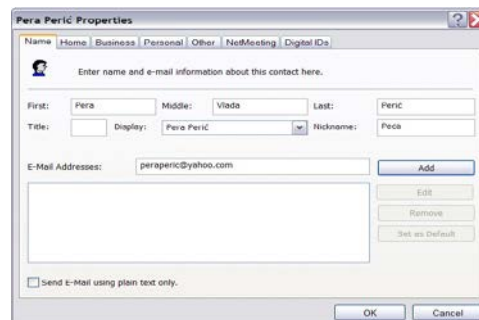 Pera Perić Properties
Name Home Business Personal Other NetMeeting Digital IDs
Enter name and e-mail information about this contact here.
First: Pera Middle: Vlada Last: Peric
Title: Display: Pera Perić Nickname: Peca
E-Mail Addresses: peraperic@yahoo.com Add
Edit
Remove
Set as Default
Send E-Mail using plain text only.
OK Cancel